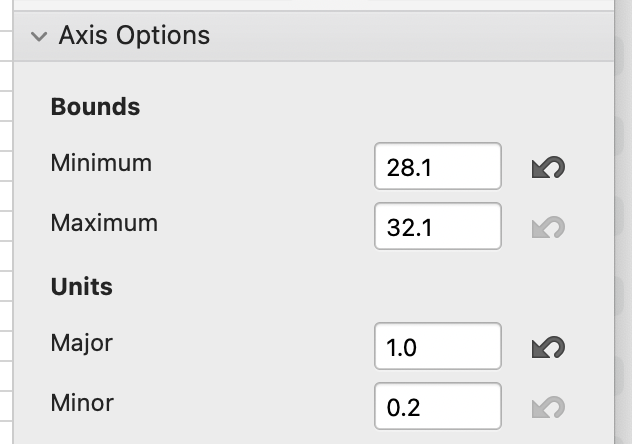 Axis Options
Bounds
Minimum 28.1
Maximum 32.1
Units
Major 1.0
Minor 0.2